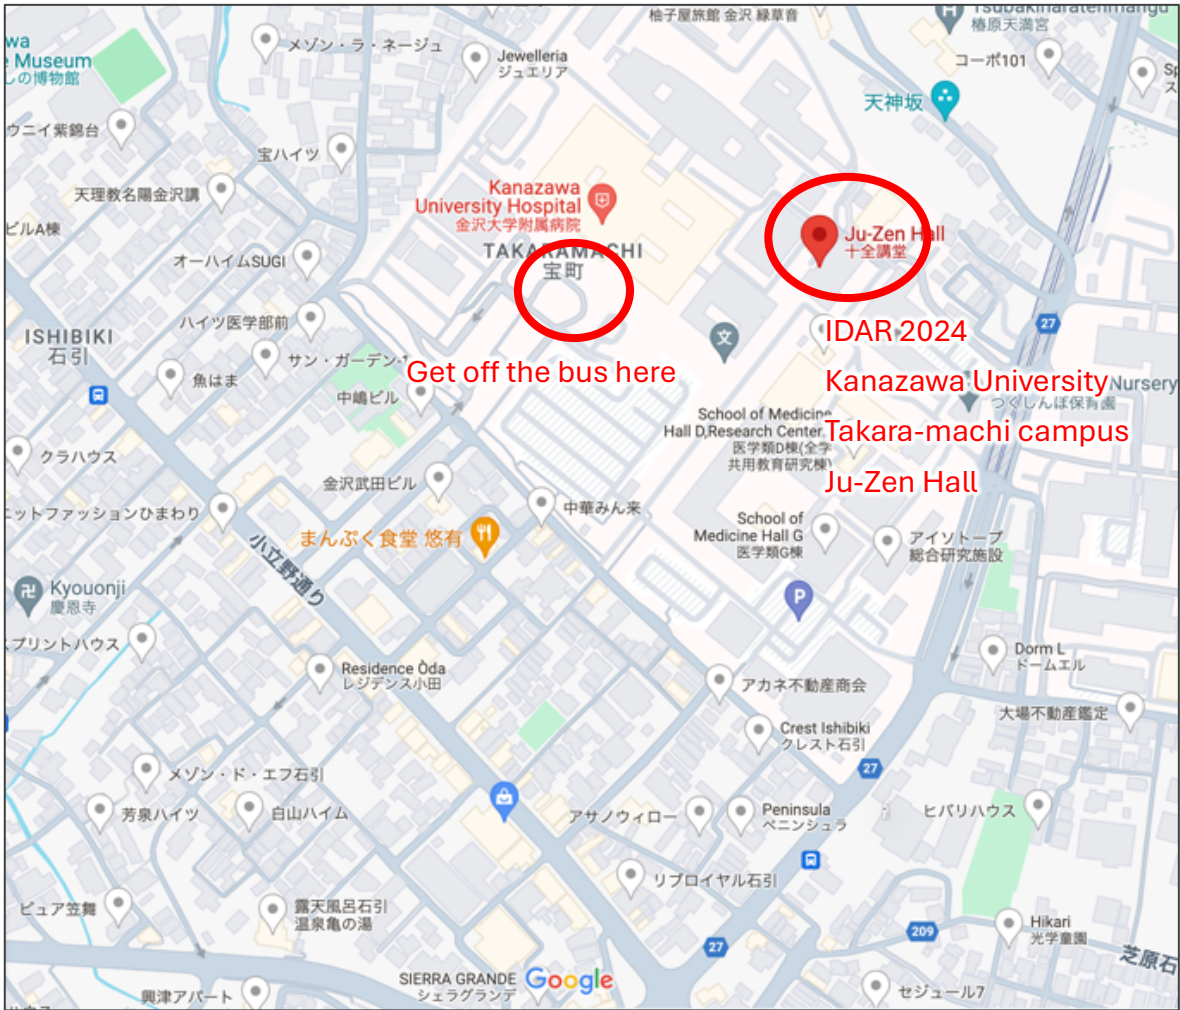 柚子屋旅館 金沢 緑草音
Tsubakiharatenmangu
椿原天満宮
wa
e Museum
しの博物館
メゾン・ラ・ネージュ
Jewelleria
ジュエリア
コーポ101
Sp
ス
天神坂
ウニイ紫錦台
宝ハイツ
天理教名陽金沢講
Kanazawa
University Hospital
金沢大学附属病院
ビルA棟
TAKARAMACHI
宝町
Ju-Zen Hall
十全講堂
オーハイムSUGI
ハイツ医学部前
ISHIBIKI
石引
サン・ガーデン
文
27
IDAR 2024
Get off the bus here
魚はま
中嶋ビル
Kanazawa University
Nursery
つくしんぼ保育園
School of Medicine
Hall D,Research Center.
医学類D棟(全学
共用教育研究棟)
Takara-machi campus
Ju-Zen Hall
クラハウス
金沢武田ビル
ニットファッションひまわり
中華みん来
まんぷく食堂 悠有
School of
Medicine Hall G
医学類G棟
アイソトープ
総合研究施設
小立野通り
Kyouonji
慶恩寺
P
スプリントハウス
Residence Òda
レジデンス小田
Dorm L
ドームエル
アカネ不動産商会
大場不動産鑑定
Crest Ishibiki
クレスト石引
27
メゾン・ド・エフ石引
芳泉ハイツ
白山ハイム
アサノウィロー
Peninsula
ペニンシュラ
ヒバリハウス
リブロイヤル石引
ピュア笠舞
露天風呂石引
温泉亀の湯
27
209
Hikari
光学童園
芝原石
SIERRA GRANDE
シェラグランデ
Google
興津アパート
セジュール7